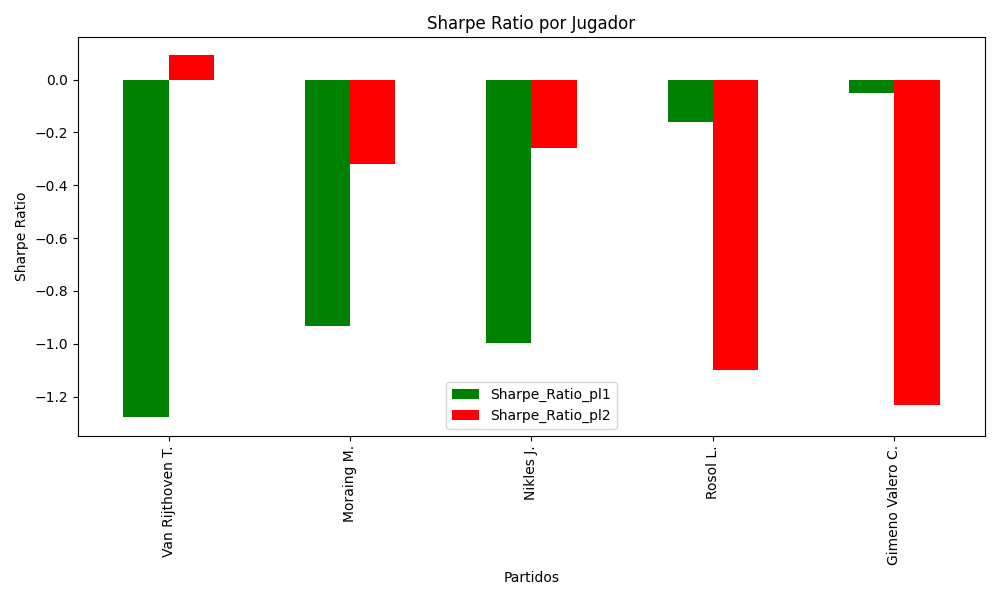 Sharpe Ratio por Jugador
Sharpe Ratio
0.0
−0.2
−0.4
−0.6
−0.8
−1.0
−1.2
Sharpe_Ratio_pl1
Sharpe_Ratio_pl2
Van Rijthoven T.
Moraing M.
Nikles J.
Rosol L.
Gimeno Valero C.
Partidos